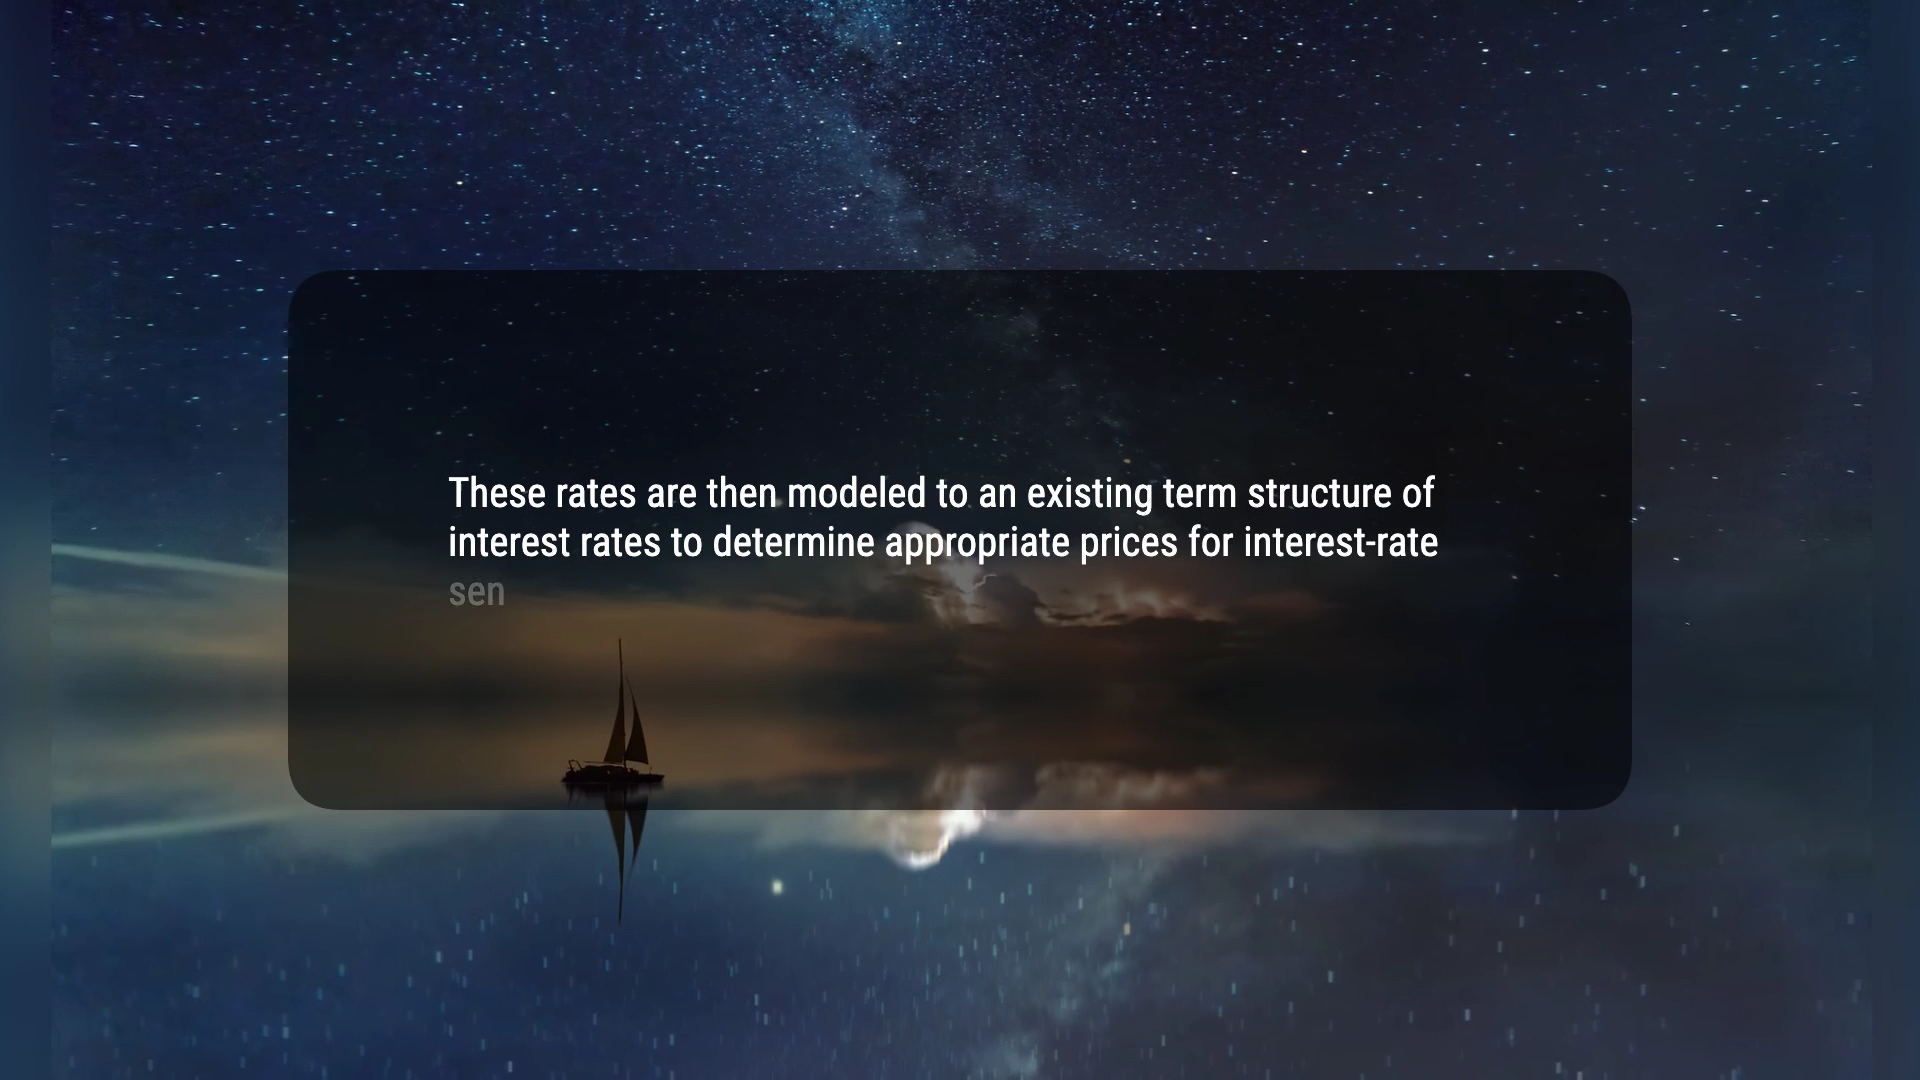 These rates are then modeled to an existing term structure of
interest rates to determine appropriate prices for interest-rate
sen